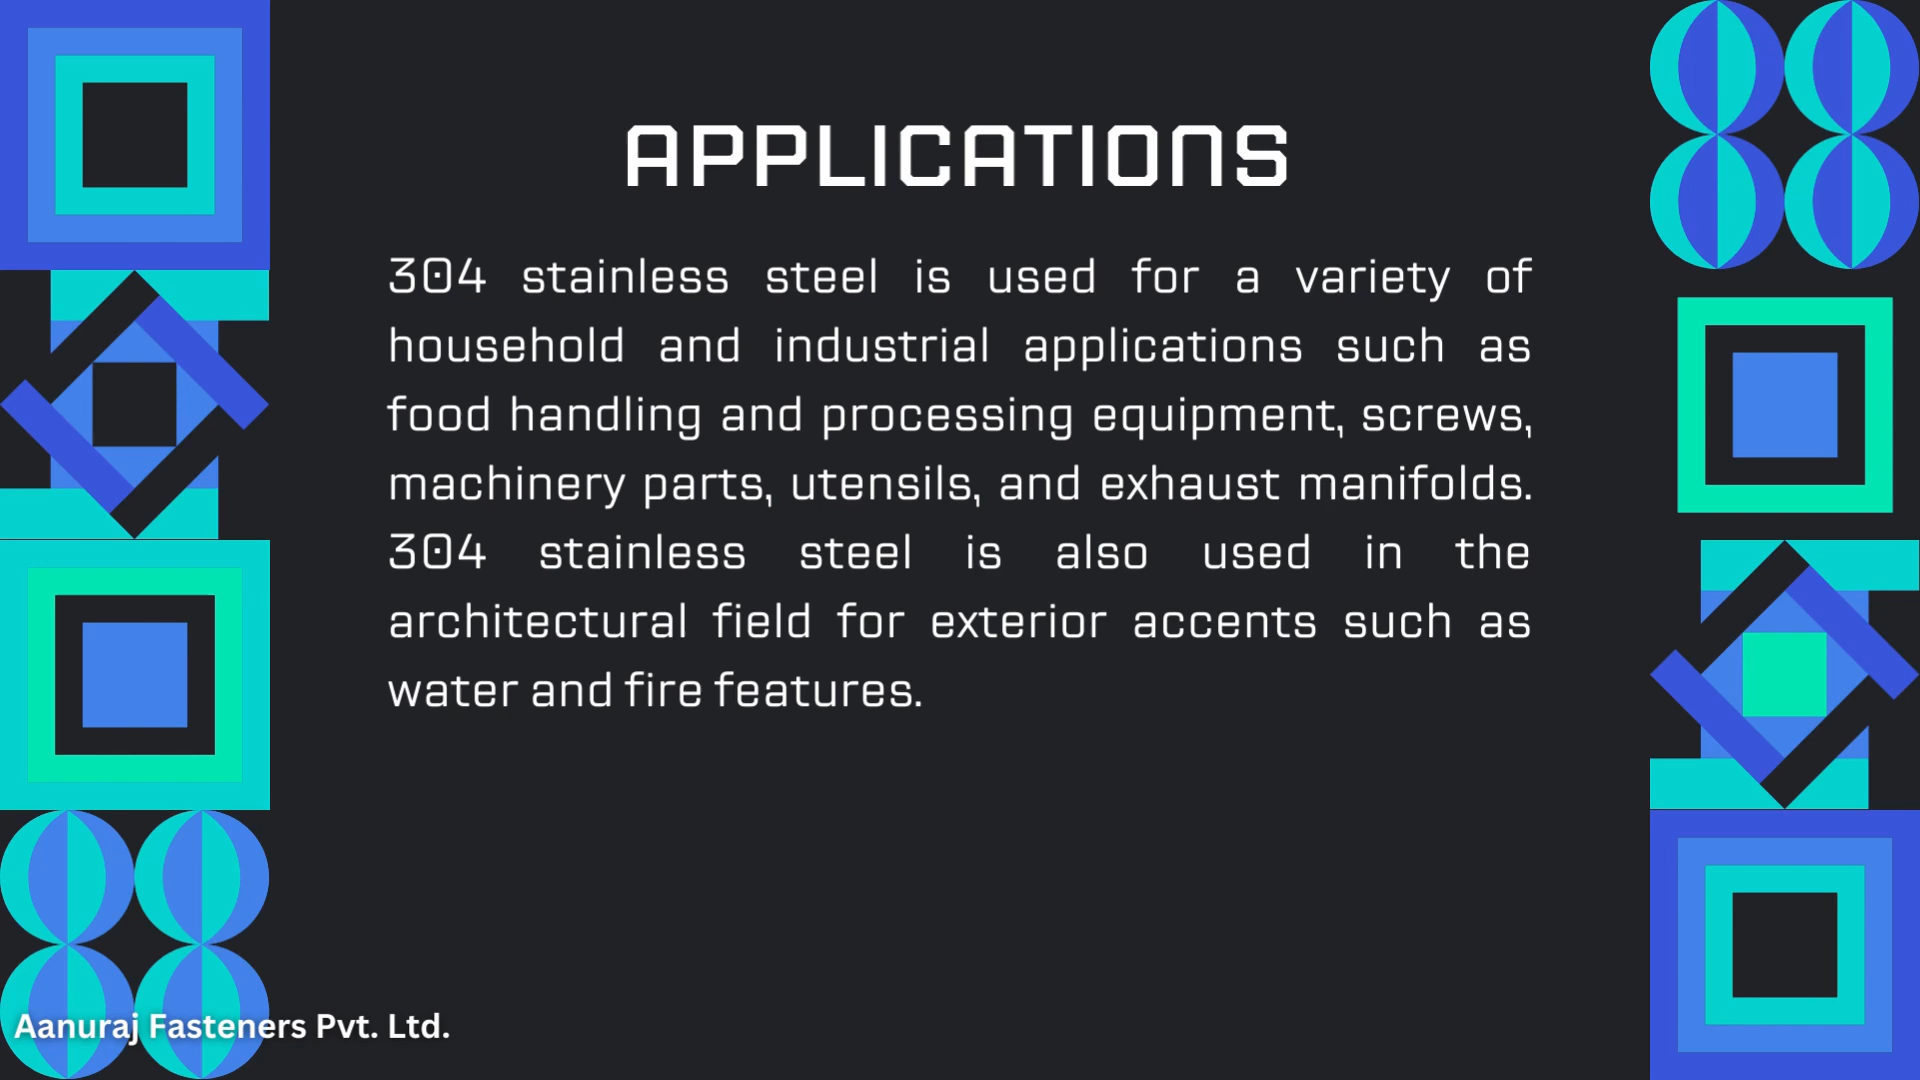 APPLICATIONS
304 stainless steel is used for a variety of
household and industrial applications such as
food handling and processing equipment, screws,
machinery parts, utensils, and exhaust manifolds.
304 stainless steel is also used in the
architectural field for exterior accents such as
water and fire features.
Aanuraj Fasteners Pvt. Ltd.